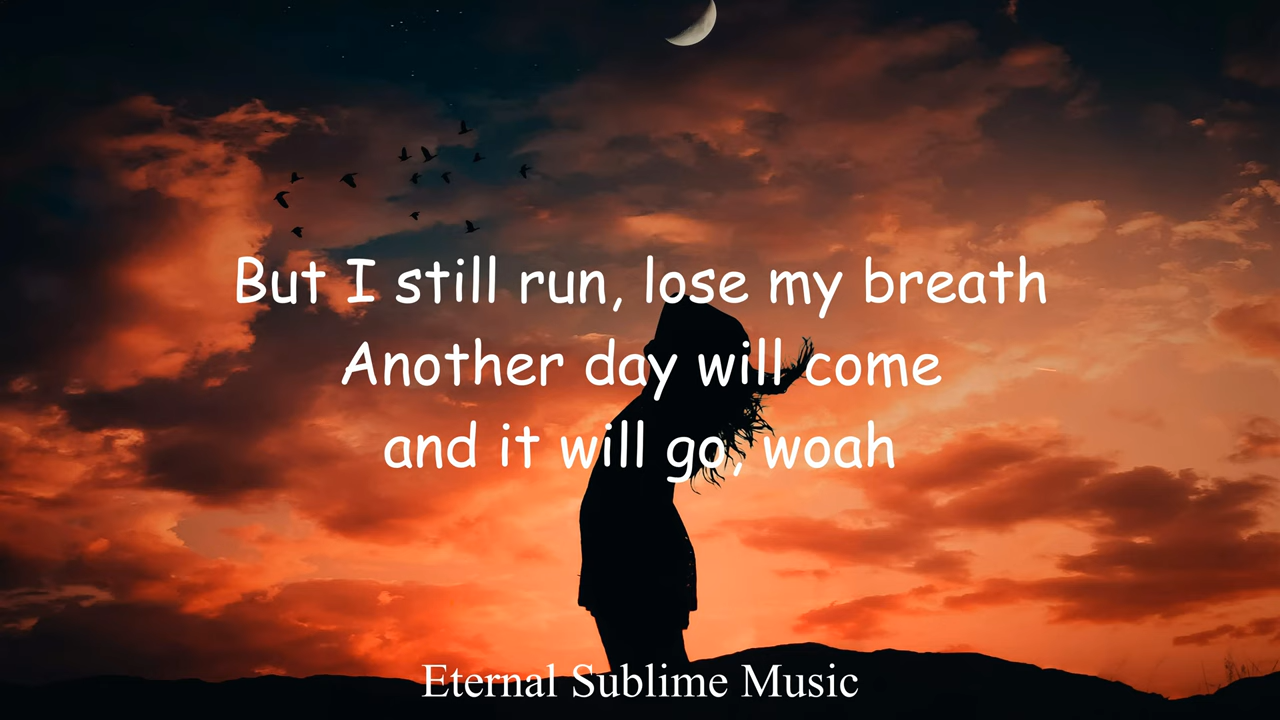 But I still run, lose my breath
Another day will come
and it will go, woah
Eternal Sublime Music